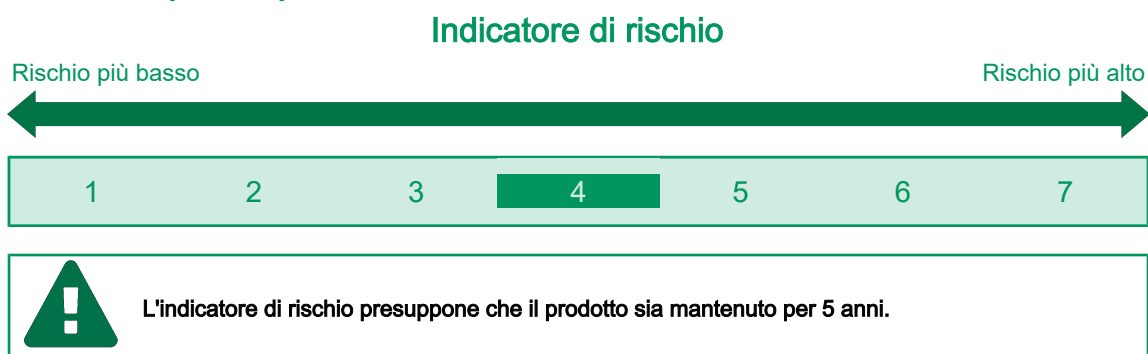 Indicatore di rischio
Rischio più basso Rischio più alto
1 2 3 4 5 6 7
L'indicatore di rischio presuppone che il prodotto sia mantenuto per 5 anni.